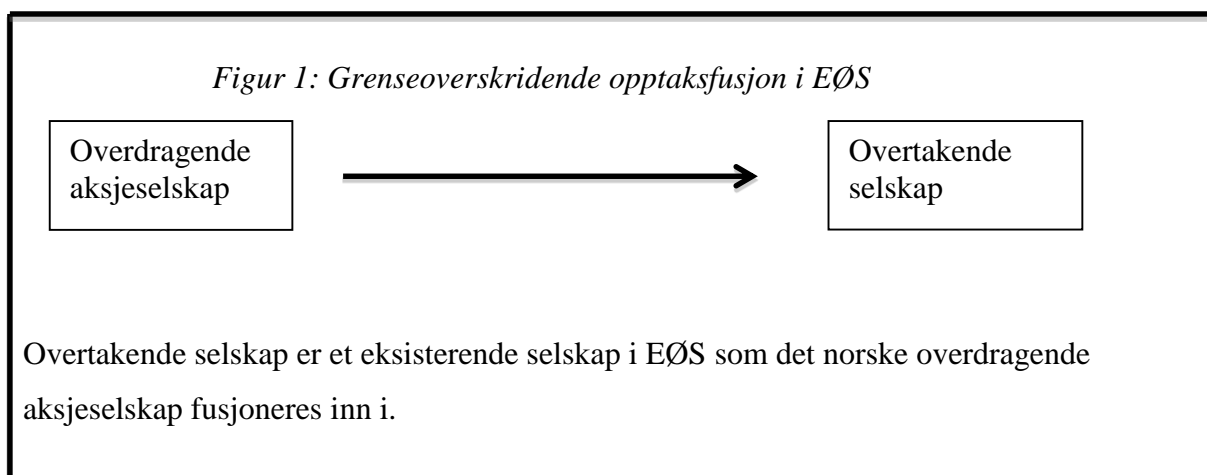 Figur 1: Grenseoverskridende opptaksfusjon i EØS
Overdragende
aksjeselskap
Overtakende
selskap
Overtakende selskap er et eksisterende selskap i EØS som det norske overdragende
aksjeselskap fusjoneres inn i.